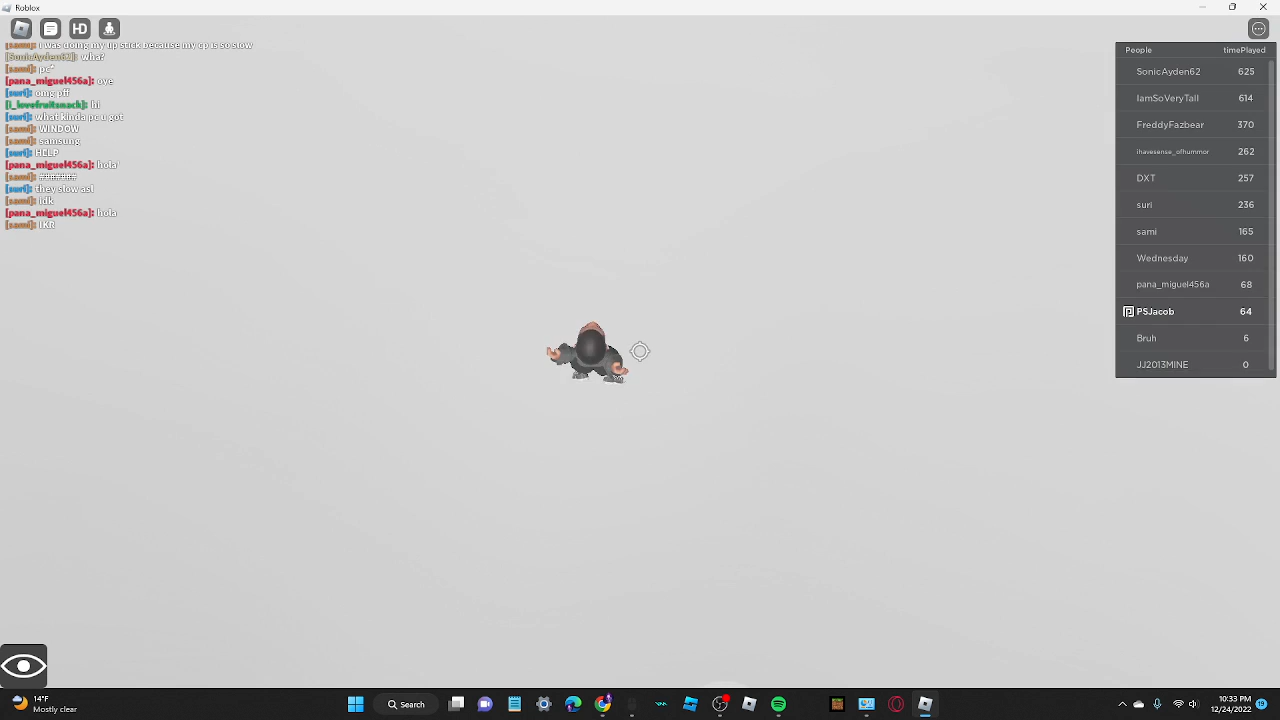 Roblox
HD
[sami]: i was doing my lip stick because my cp is so slow
[SonicAyden62]: wha?
[sami]: pc*
[pana_miguel456a]: oye
[suri]: omg pff
[i_lovefruitsnack]: hi
[suri]: what kinda pc u got
[sami]: WINDOW
[sami]: samsung
[suri]: HELP
[pana_miguel456a]: hola'
[sami]: #######
[suri]: they slow asl
[sami]: idk
[pana_miguel456a]: hola
[sami]: IKR
People timePlayed
SonicAyden62 625
IamSoVeryTall 614
FreddyFazbear 370
ihavesense_ofhummor 262
DXT 257
suri 236
sami 165
Wednesday 160
pana_miguel456a 68
PSJacob 64
Bruh 6
JJ2013MINE 0
14°F
Mostly clear
Search
10:33 PM
12/24/2022
19